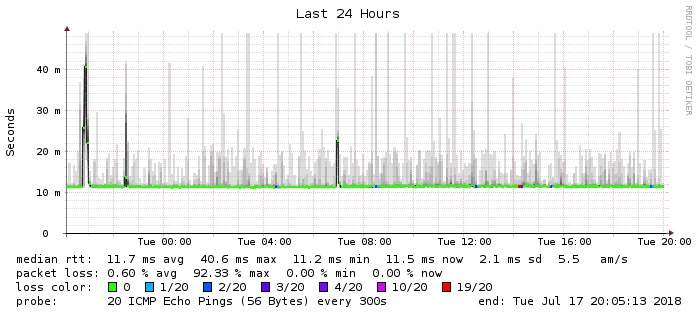 Last 24 Hours
RRDTOOL / TOBI OETIKER
Seconds
40 m
30 m
20 m
10 m
0
Tue 00:00 Tue 04:00 Tue 08:00 Tue 12:00 Tue 16:00 Tue 20:00
median rtt: 11.7 ms avg 40.6 ms max 11.2 ms min 11.5 ms now 2.1 ms sd 5.5 am/s
packet loss: 0.60 % avg 92.33 % max 0.00 % min 0.00 % now
loss color: 0 1/20 2/20 3/20 4/20 10/20 19/20
probe: 20 ICMP Echo Pings (56 Bytes) every 300s end: Tue Jul 17 20:05:13 2018